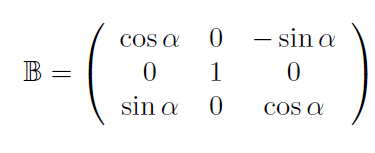 cos α 0 − sin α
𝔹 = ( 0 1 0 )
sin α 0 cos α